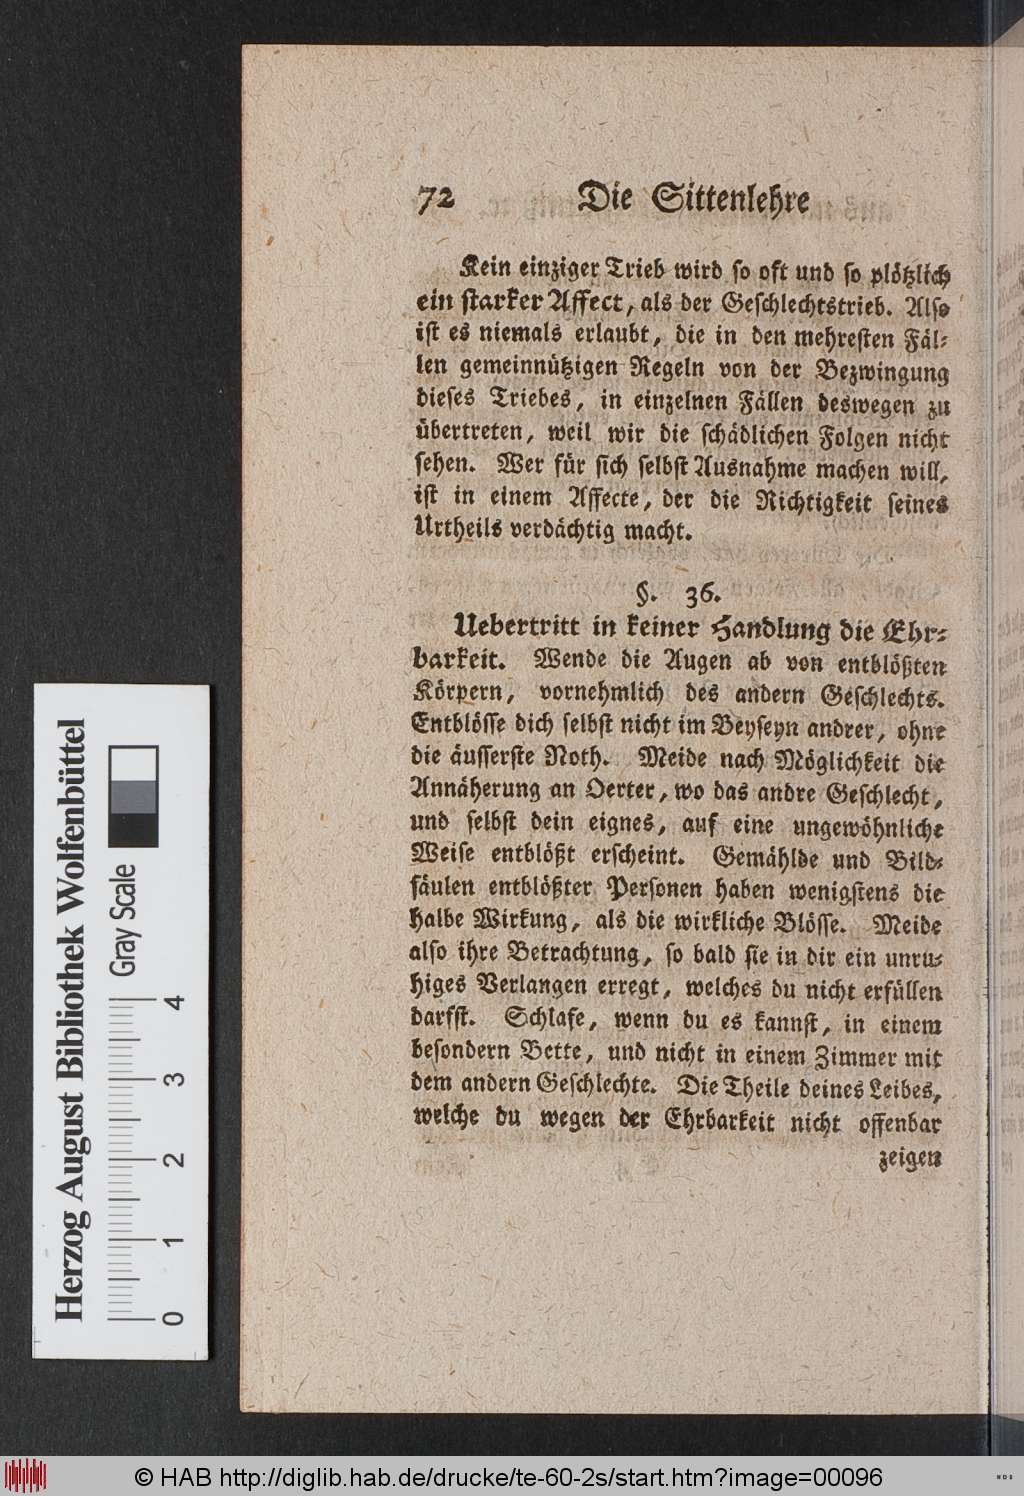 72 Die Sittenlehre
Kein einziger Trieb wird so oft und so plötzlich
ein starker Affect, als der Geschlechtstrieb. Also
ist es niemals erlaubt, die in den mehresten Fäl-
len gemeinnützigen Regeln von der Bezwingung
dieses Triebes, in einzelnen Fällen deswegen zu
übertreten, weil wir die schädlichen Folgen nicht
sehen. Wer für sich selbst Ausnahme machen will,
ist in einem Affecte, der die Richtigkeit seines
Urtheils verdächtig macht.
§. 36.
Uebertritt in keiner Handlung die Ehr-
barkeit. Wende die Augen ab von entblößten
Körpern, vornehmlich des andern Geschlechts.
Entblösse dich selbst nicht im Beyseyn andrer, ohne
die äusserste Noth. Meide nach Möglichkeit die
Annäherung an Oerter, wo das andre Geschlecht,
und selbst dein eignes, auf eine ungewöhnliche
Weise entblößt erscheint. Gemählde und Bild-
säulen entblößter Personen haben wenigstens die
halbe Wirkung, als die wirkliche Blösse. Meide
also ihre Betrachtung, so bald sie in dir ein unru-
higes Verlangen erregt, welches du nicht erfüllen
darfst. Schlafe, wenn du es kannst, in einem
besondern Bette, und nicht in einem Zimmer mit
dem andern Geschlechte. Die Theile deines Leibes,
welche du wegen der Ehrbarkeit nicht offenbar
zeigen
Herzog August Bibliothek Wolfenbüttel
Gray Scale
0 1 2 3 4
© HAB http://diglib.hab.de/drucke/te-60-2s/start.htm?image=00096